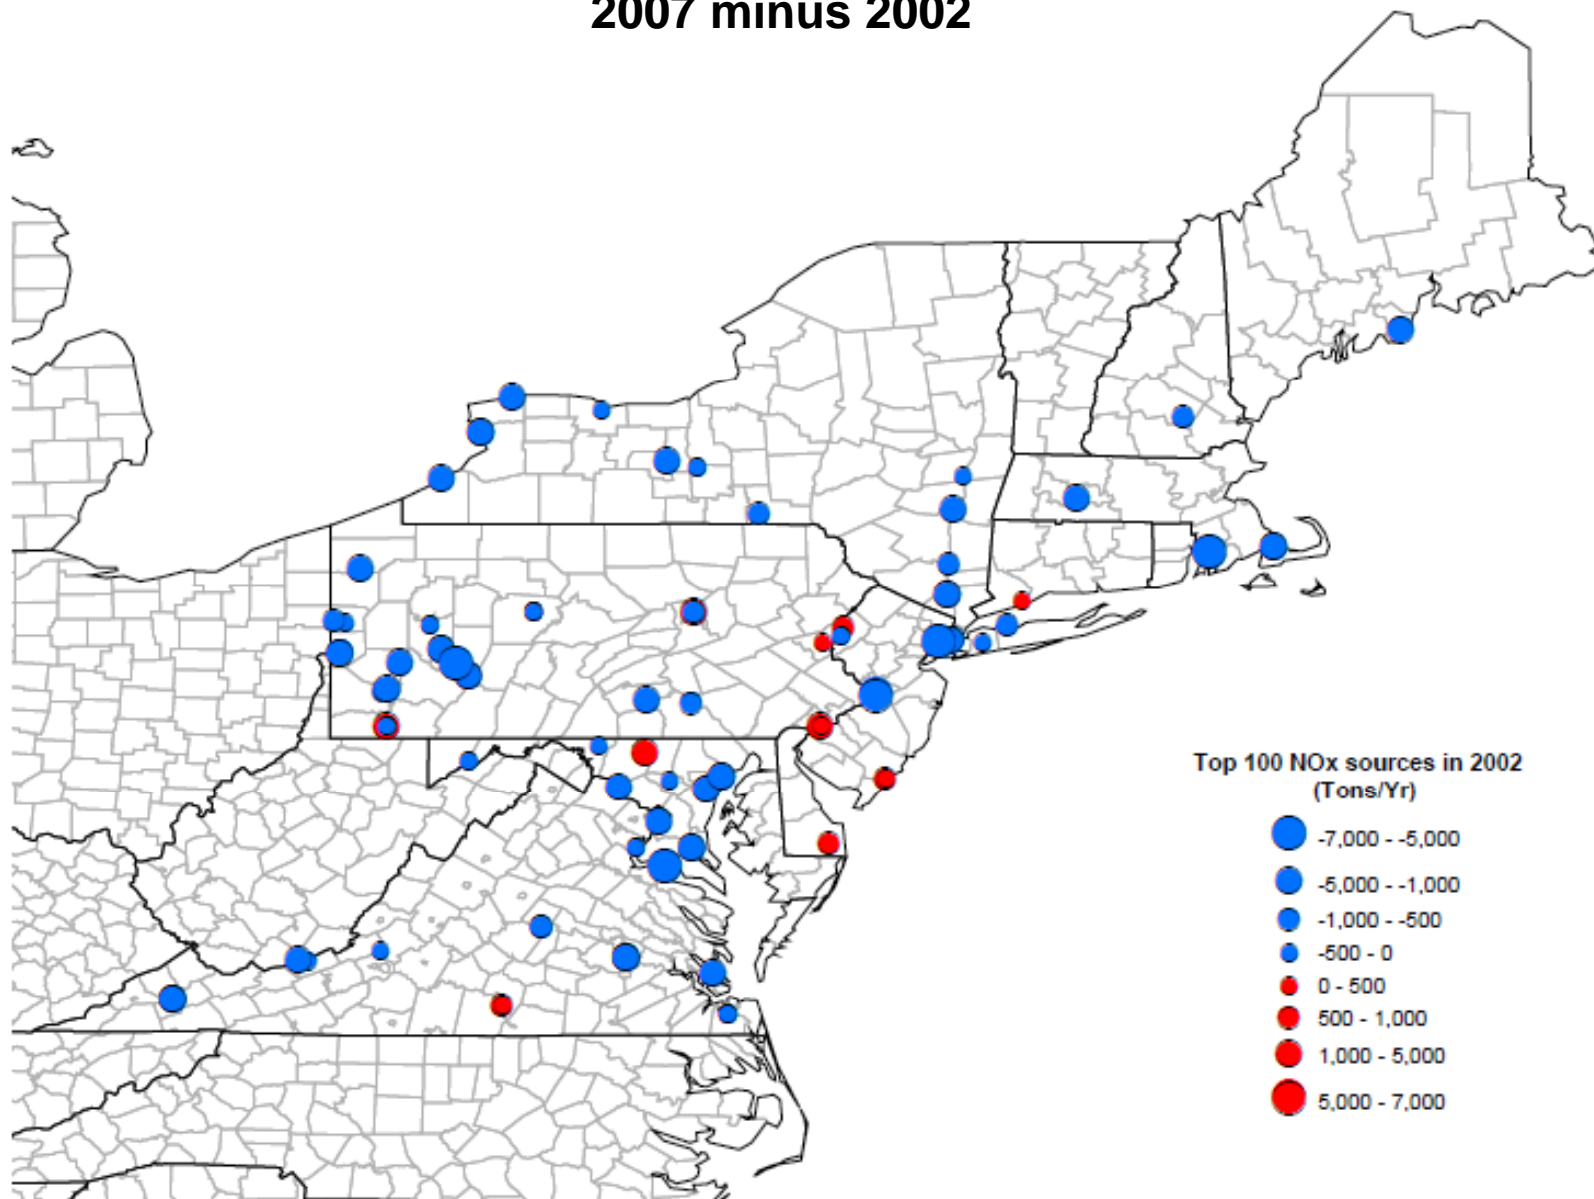 2007 minus 2002
Top 100 NOx sources in 2002
(Tons/Yr)
-7,000 - -5,000
-5,000 - -1,000
-1,000 - -500
-500 - 0
0 - 500
500 - 1,000
1,000 - 5,000
5,000 - 7,000